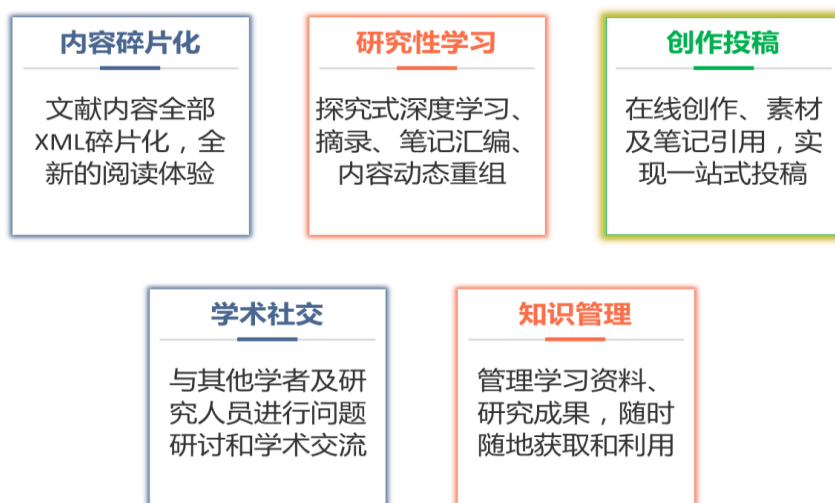 内容碎片化
文献内容全部
XML碎片化，全
新的阅读体验
研究性学习
探究式深度学习、
摘录、笔记汇编、
内容动态重组
创作投稿
在线创作、素材
及笔记引用，实
现一站式投稿
学术社交
与其他学者及研
究人员进行问题
研讨和学术交流
知识管理
管理学习资料、
研究成果，随时
随地获取和利用